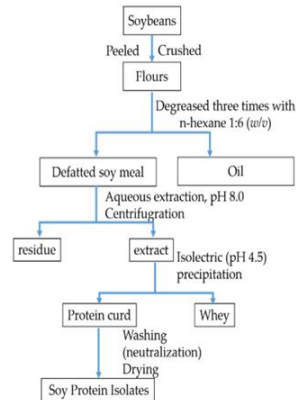 Soybeans
Peeled Crushed
Flours
Degreased three times with
n-hexane 1:6 (w/v)
Defatted soy meal Oil
Aqueous extraction, pH 8.0
Centrifugration
residue extract
Isolectric (pH 4.5)
precipitation
Protein curd Whey
Washing
(neutralization)
Drying
Soy Protein Isolates